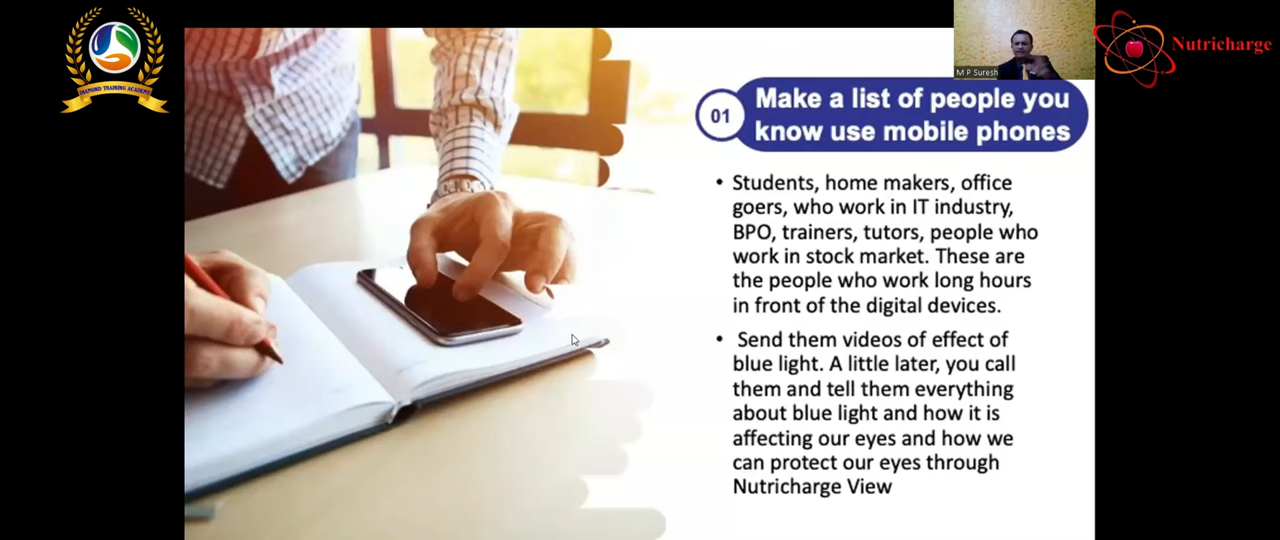 DIAMOND TRAINING ACADEMY
M P Suresh
Nutricharge
01
Make a list of people you
know use mobile phones
• Students, home makers, office
goers, who work in IT industry,
BPO, trainers, tutors, people who
work in stock market. These are
the people who work long hours
in front of the digital devices.
• Send them videos of effect of
blue light. A little later, you call
them and tell them everything
about blue light and how it is
affecting our eyes and how we
can protect our eyes through
Nutricharge View